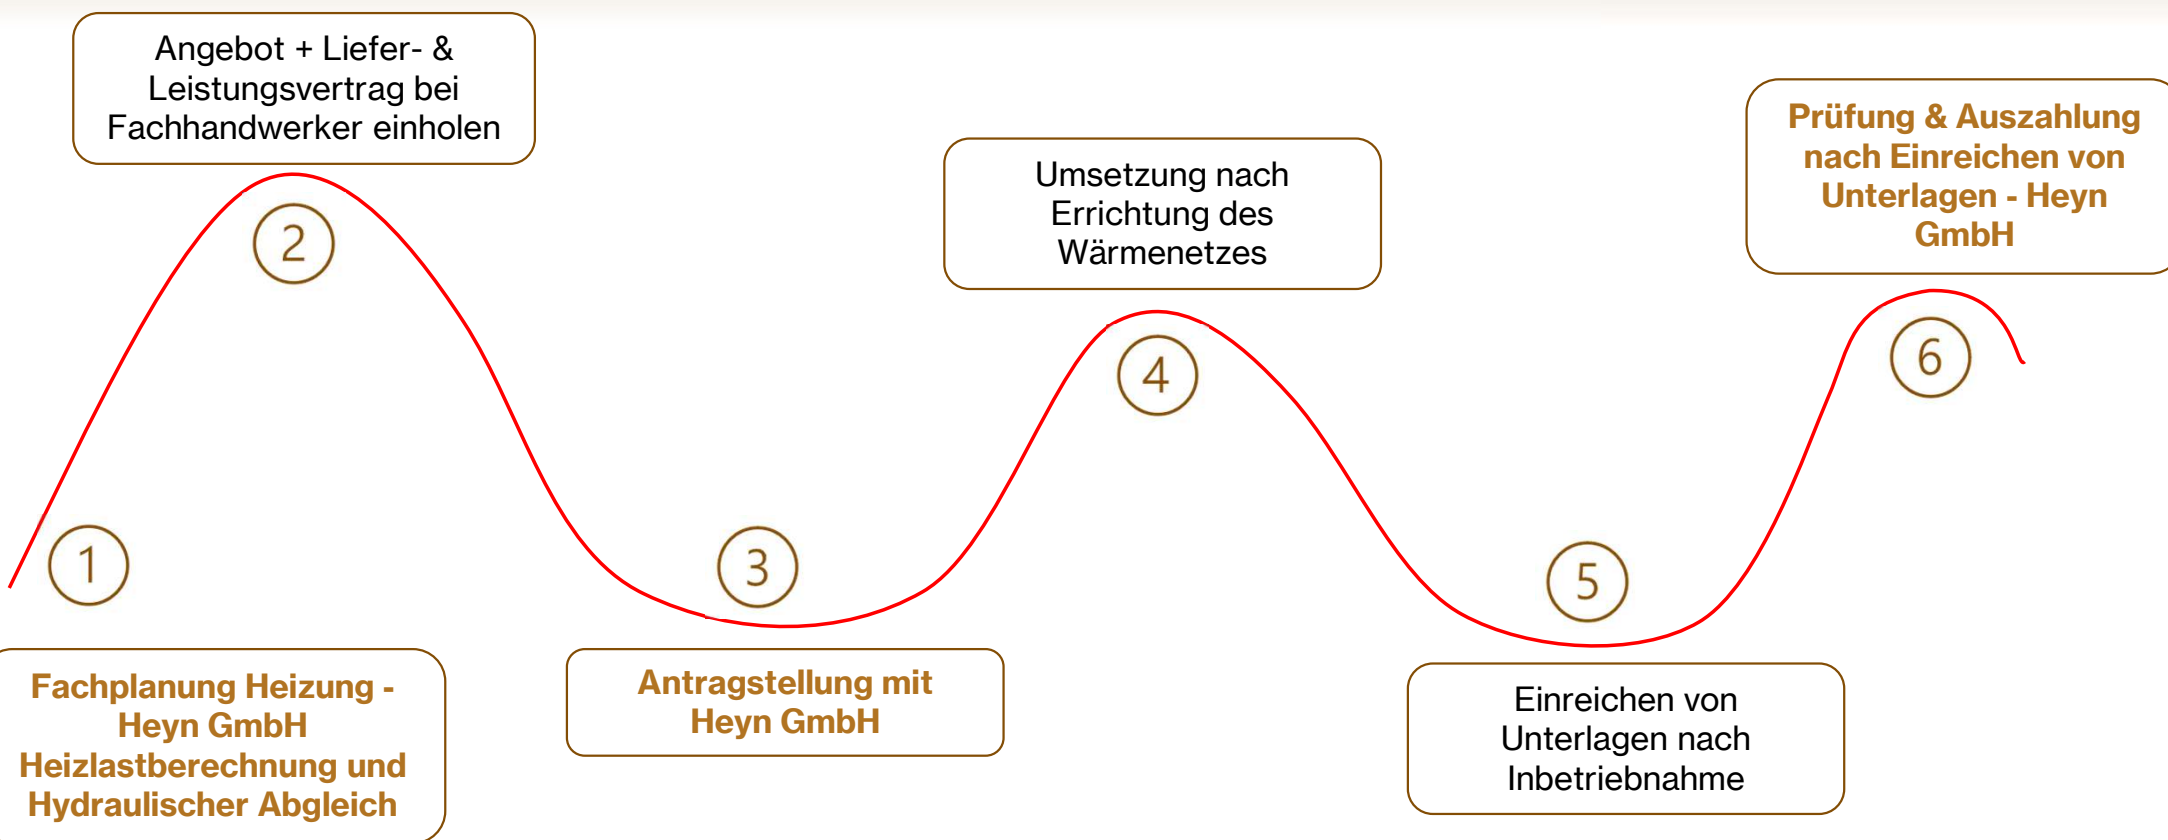 Angebot + Liefer- &
Leistungsvertrag bei
Fachhandwerker einholen
2
Umsetzung nach
Errichtung des
Wärmenetzes
4
Prüfung & Auszahlung
nach Einreichen von
Unterlagen - Heyn
GmbH
6
1
Fachplanung Heizung -
Heyn GmbH
Heizlastberechnung und
Hydraulischer Abgleich
3
Antragstellung mit
Heyn GmbH
5
Einreichen von
Unterlagen nach
Inbetriebnahme